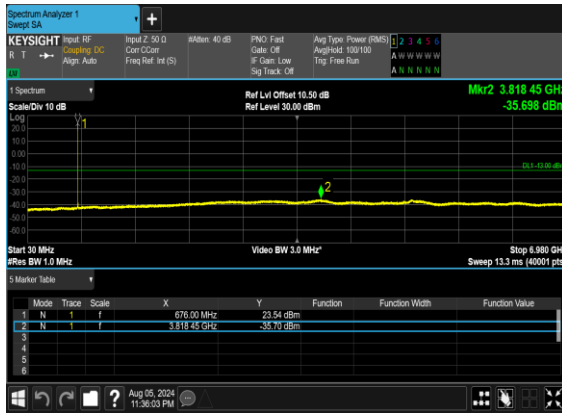 Spectrum Analyzer 1
Swept SA
+
KEYSIGHT Input: RF Input Z: 50 Ω #Atten: 40 dB PNO: Fast Avg Type: Power (RMS) 1 2 3 4 5 6
R T Coupling: DC Corr CCorr Gate: Off Avg|Hold: 100/100 A W W W W W
Align: Auto Freq Ref: Int (S) IF Gain: Low Trig: Free Run
Sig Track: Off A N N N N N
LXI
1 Spectrum
Scale/Div 10 dB
Ref Lvl Offset 10.50 dB
Ref Level 30.00 dBm
Mkr2 3.818 45 GHz
-35.698 dBm
Log
20.0
10.0
0.00
-10.0
-20.0
-30.0
-40.0
-50.0
-60.0
1
2
DL1 -13.00 dBm
Start 30 MHz Video BW 3.0 MHz* Stop 6.980 GHz
#Res BW 1.0 MHz Sweep 13.3 ms (40001 pts)
5 Marker Table
Mode Trace Scale X Y Function Function Width Function Value
1 N 1 f 676.00 MHz 23.54 dBm
2 N 1 f 3.818 45 GHz -35.70 dBm
3
4
5
6
? Aug 05, 2024
11:36:03 PM